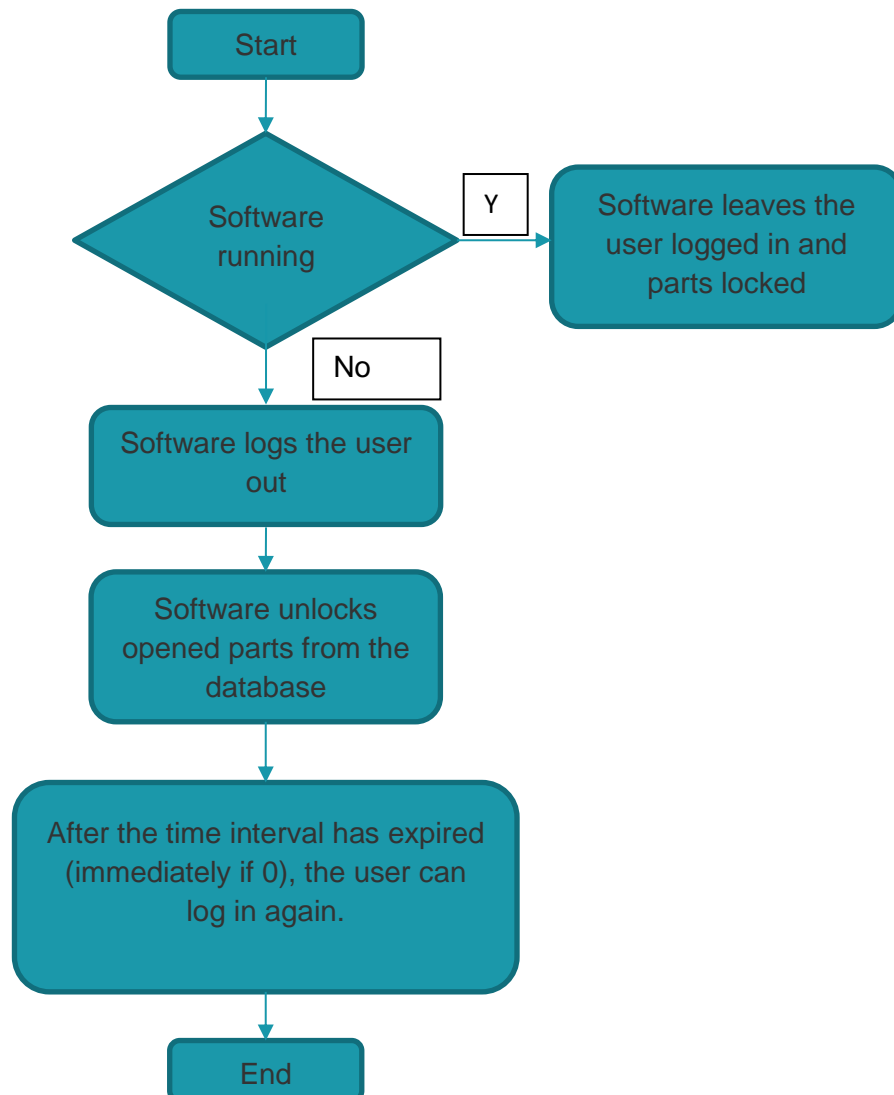 Start
Software
running
Y
Software leaves the
user logged in and
parts locked
No
Software logs the user
out
Software unlocks
opened parts from the
database
After the time interval has expired
(immediately if 0), the user can
log in again.
End